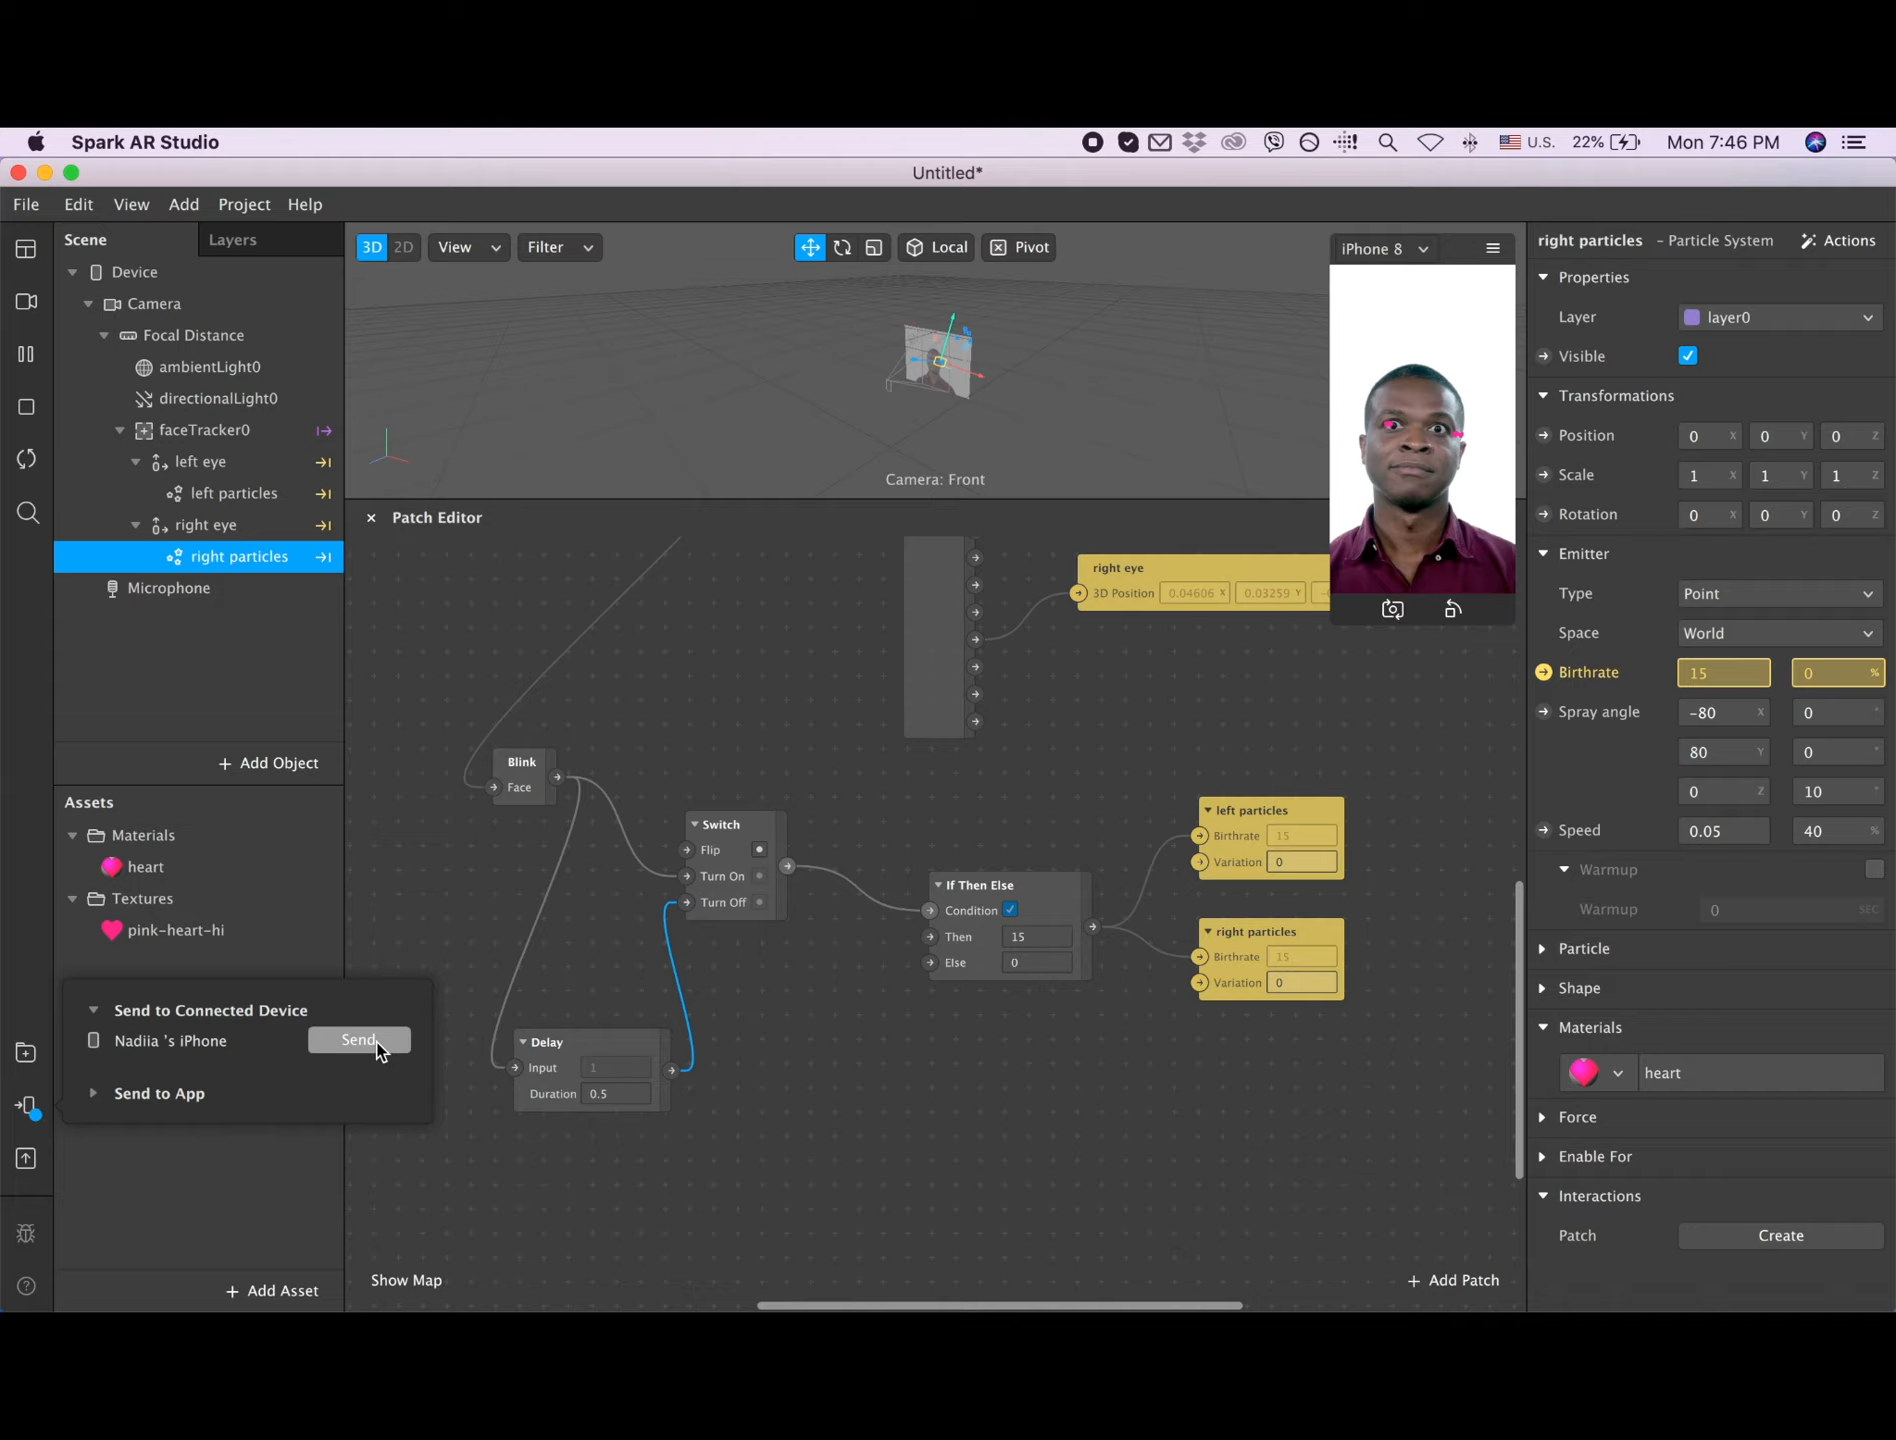 Spark AR Studio
U.S.
22%
Mon 7:46 PM
Untitled*
File Edit View Add Project Help
Scene
Layers
Device
Camera
Focal Distance
ambientLight0
directionalLight0
faceTracker0
left eye
left particles
right eye
right particles
Microphone
+ Add Object
Assets
Materials
heart
Textures
pink-heart-hi
Send to Connected Device
Nadiia 's iPhone
Send
Send to App
+ Add Asset
3D 2D
View
Filter
Local
Pivot
Camera: Front
iPhone 8
× Patch Editor
right eye
3D Position 0.04606 X 0.03259 Y
Blink
Face
Switch
Flip
Turn On
Turn Off
Delay
Input 1
Duration 0.5
If Then Else
Condition
Then 15
Else 0
left particles
Birthrate 15
Variation 0
right particles
Birthrate 15
Variation 0
Show Map
+ Add Patch
right particles - Particle System
Actions
Properties
Layer layer0
Visible
Transformations
Position 0 X 0 Y 0 Z
Scale 1 X 1 Y 1 Z
Rotation 0 X 0 Y 0 Z
Emitter
Type Point
Space World
Birthrate 15 0 %
Spray angle -80 X 0 °
80 Y 0 °
0 Z 10 °
Speed 0.05 40 %
Warmup
Warmup 0 SEC
Particle
Shape
Materials
heart
Force
Enable For
Interactions
Patch Create